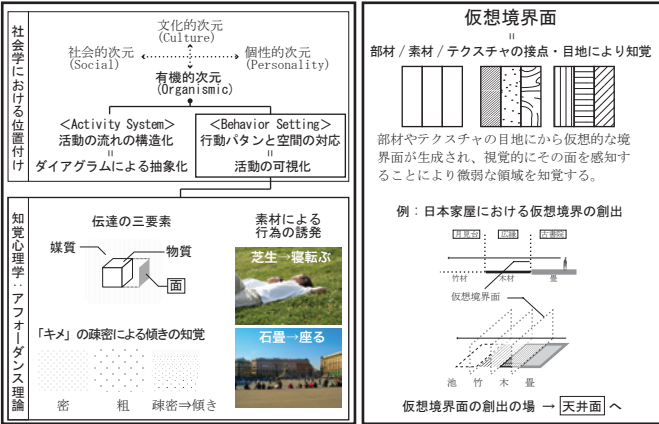 社会学における位置付け
文化的次元
(Culture)
社会的次元
(Social)
個性的次元
(Personality)
有機的次元
(Organismic)
＜Activity System＞
活動の流れの構造化
=
ダイアグラムによる抽象化
＜Behavior Setting＞
行動パタンと空間の対応
=
活動の可視化
知覚心理学：アフォーダンス理論
伝達の三要素
媒質
物質
面
「キメ」の疎密による傾きの知覚
密
粗
疎密⇒傾き
素材による
行為の誘発
芝生→寝転ぶ
石畳→座る
仮想境界面
=
部材 / 素材 / テクスチャの接点・目地により知覚
部材やテクスチャの目地にから仮想的な境
界面が生成され、視覚的にその面を感知す
ることにより微弱な領域を知覚する。
例：日本家屋における仮想境界の創出
月見台
広縁
古書院
竹材
木材
畳
仮想境界面
池 竹 木 畳
仮想境界面の創出の場 → 天井面 へ